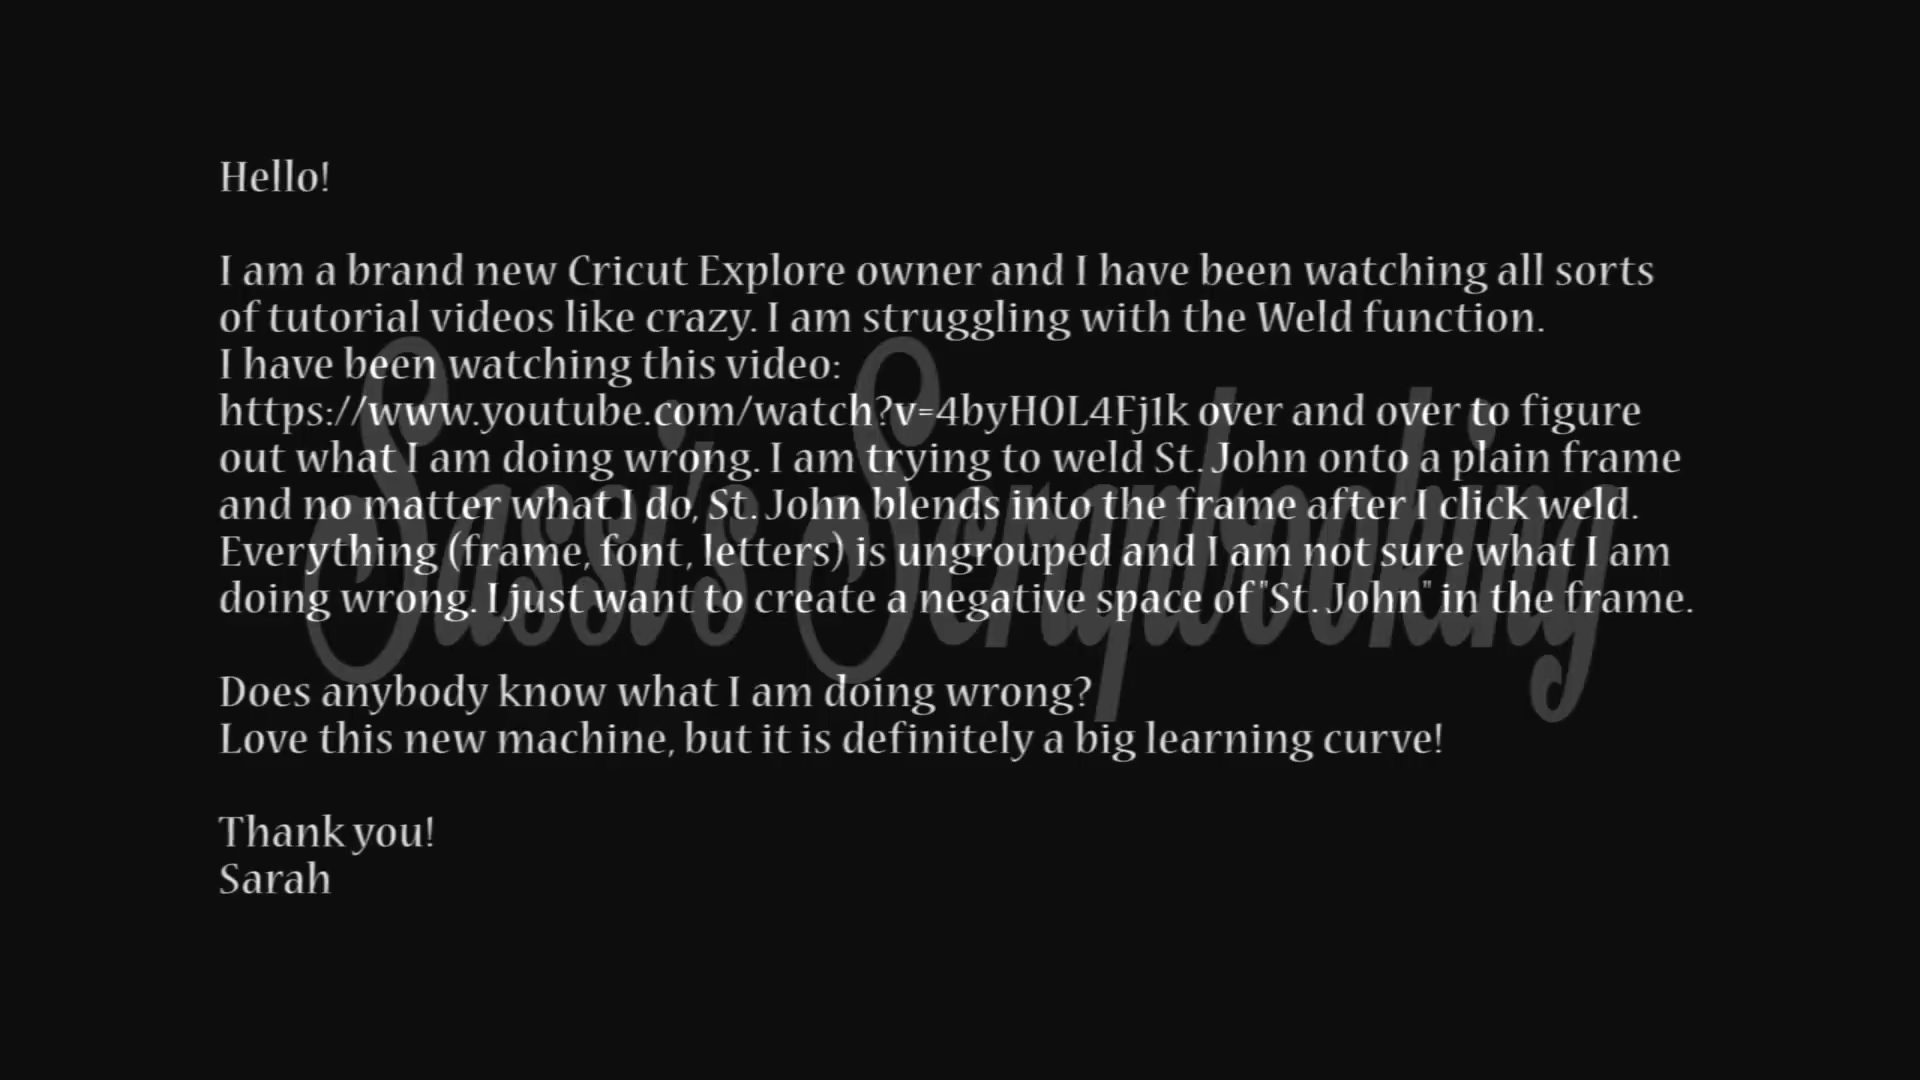 Hello!
I am a brand new Cricut Explore owner and I have been watching all sorts
of tutorial videos like crazy. I am struggling with the Weld function.
I have been watching this video:
https://www.youtube.com/watch?v=4byHOL4Fj1k over and over to figure
out what I am doing wrong. I am trying to weld St. John onto a plain frame
and no matter what I do, St. John blends into the frame after I click weld.
Everything (frame, font, letters) is ungrouped and I am not sure what I am
doing wrong. I just want to create a negative space of "St. John" in the frame.
Does anybody know what I am doing wrong?
Love this new machine, but it is definitely a big learning curve!
Thank you!
Sarah
Sassi's Scrapbooking